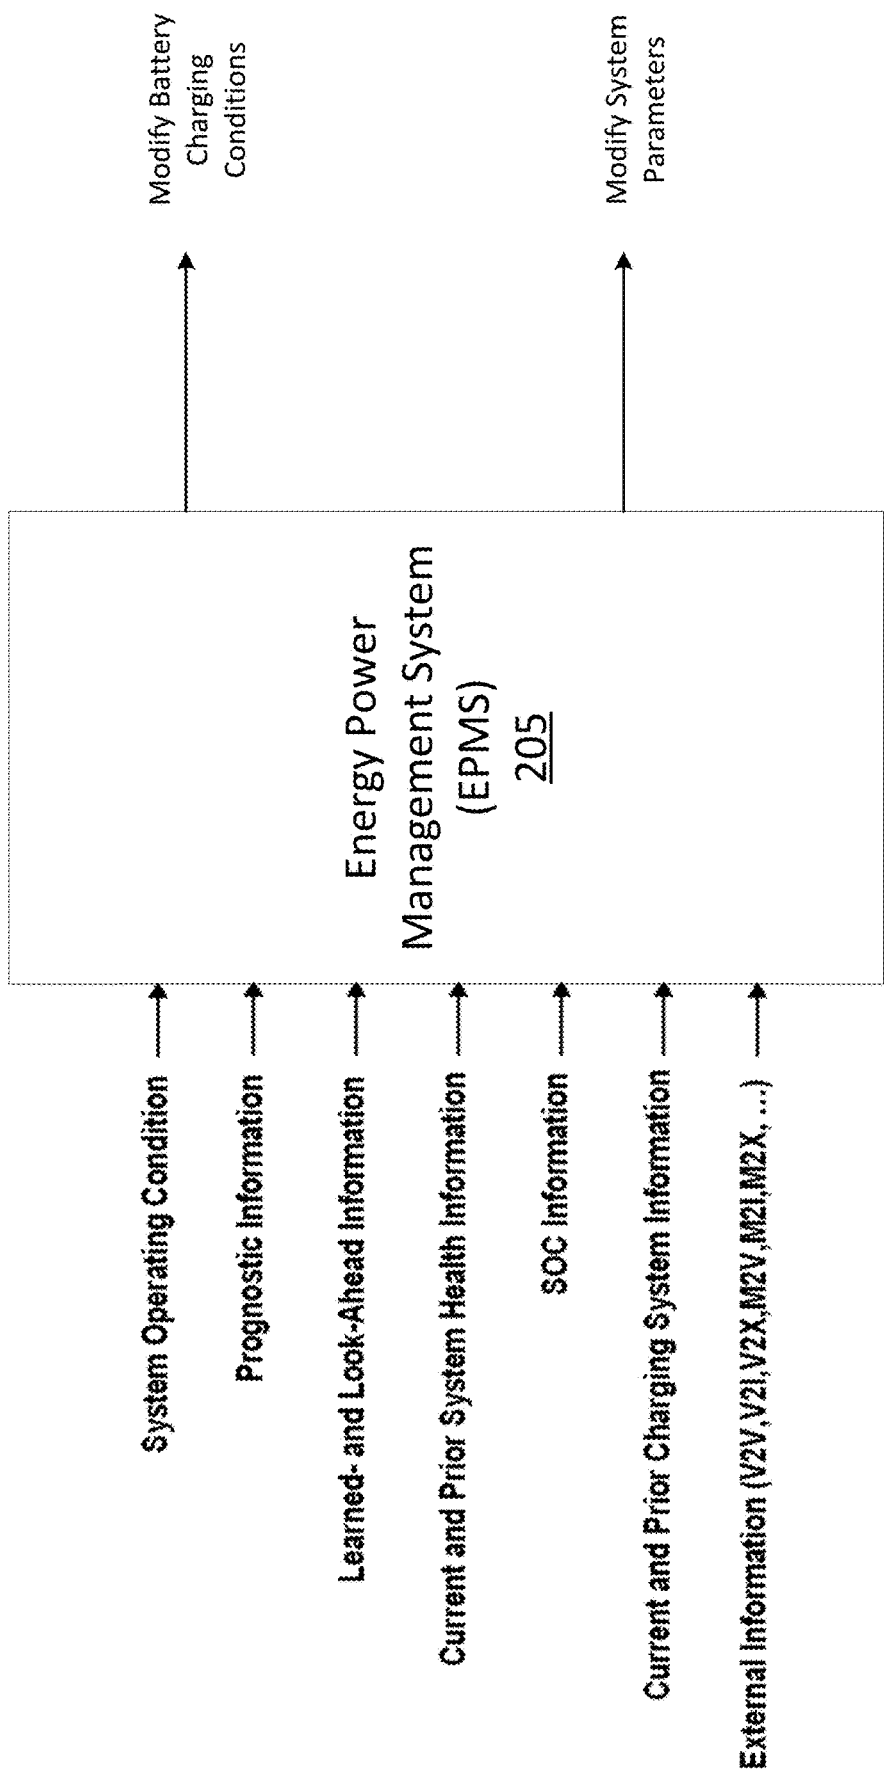 System Operating Condition
Prognostic Information
Learned- and Look-Ahead Information
Current and Prior System Health Information
SOC Information
Current and Prior Charging System Information
External Information (V2V,V2I,V2X,M2V,M2I,M2X, ...)
Energy Power
Management System
(EPMS)
205
Modify Battery
Charging
Conditions
Modify System
Parameters